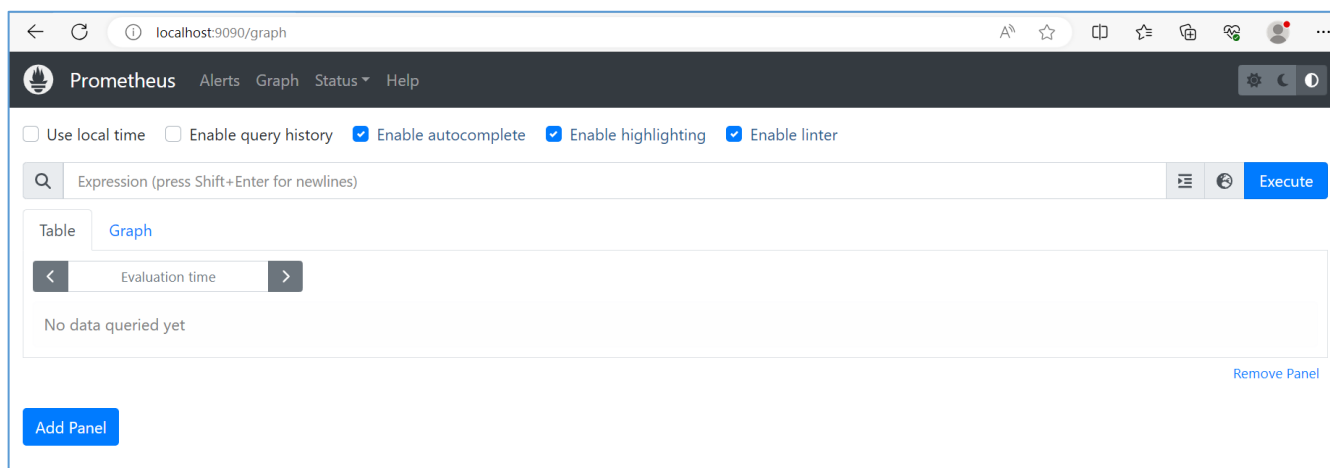 localhost:9090/graph
Prometheus Alerts Graph Status Help
Use local time Enable query history Enable autocomplete Enable highlighting Enable linter
Expression (press Shift+Enter for newlines) Execute
Table Graph
Evaluation time
No data queried yet
Remove Panel
Add Panel